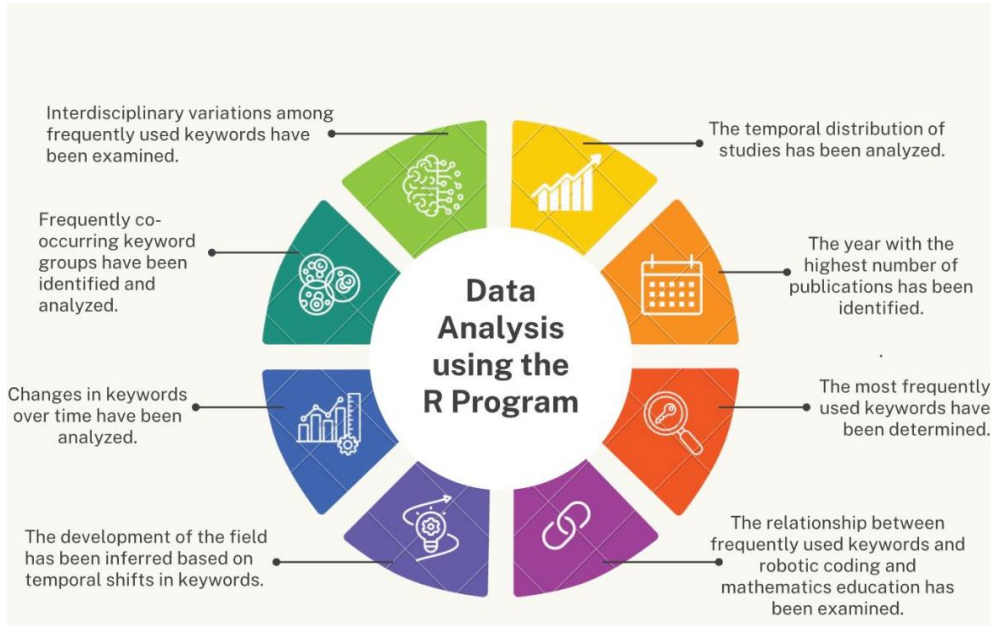 Data
Analysis
using the
R Program
The temporal distribution of
studies has been analyzed.
The year with the
highest number of
publications has been
identified.
.
The most frequently
used keywords have
been determined.
The relationship between
frequently used keywords and
robotic coding and
mathematics education has
been examined.
The development of the field
has been inferred based on
temporal shifts in keywords.
Changes in keywords
over time have been
analyzed.
Frequently co-
occurring keyword
groups have been
identified and
analyzed.
Interdisciplinary variations among
frequently used keywords have
been examined.